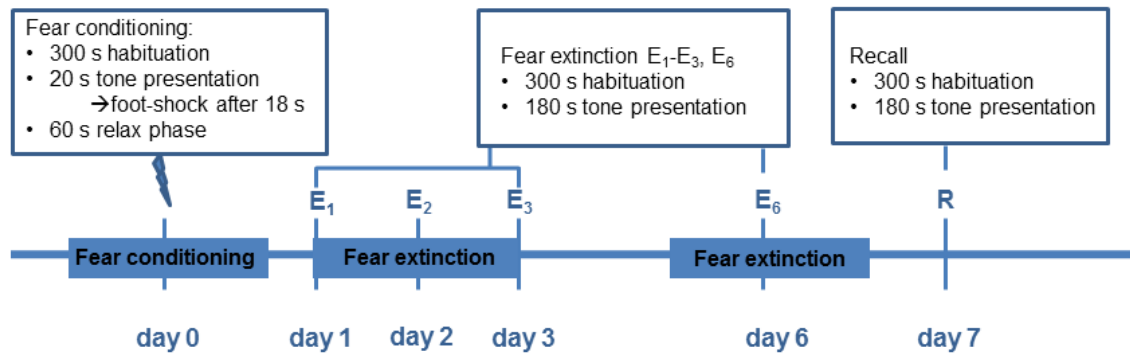 Fear conditioning:
• 300 s habituation
• 20 s tone presentation
→foot-shock after 18 s
• 60 s relax phase
Fear extinction E₁-E₃, E₆
• 300 s habituation
• 180 s tone presentation
Recall
• 300 s habituation
• 180 s tone presentation
E₁
E₂
E₃
E₆
R
Fear conditioning
Fear extinction
Fear extinction
day 0
day 1
day 2
day 3
day 6
day 7